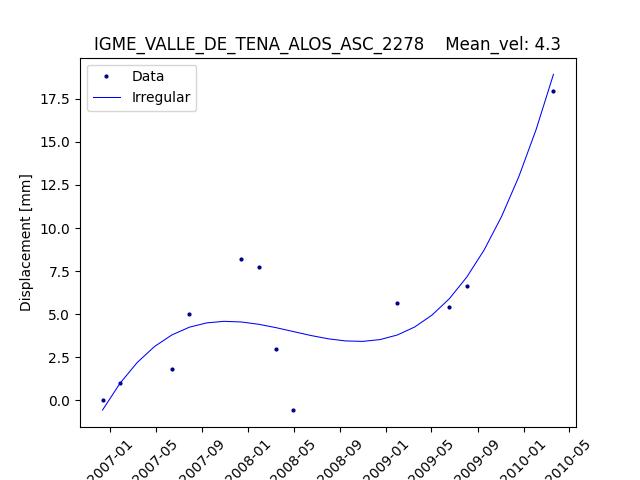 IGME_VALLE_DE_TENA_ALOS_ASC_2278    Mean_vel: 4.3
Data
Irregular
Displacement [mm]
17.5
15.0
12.5
10.0
7.5
5.0
2.5
0.0
2007-01 2007-05 2007-09 2008-01 2008-05 2008-09 2009-01 2009-05 2009-09 2010-01 2010-05